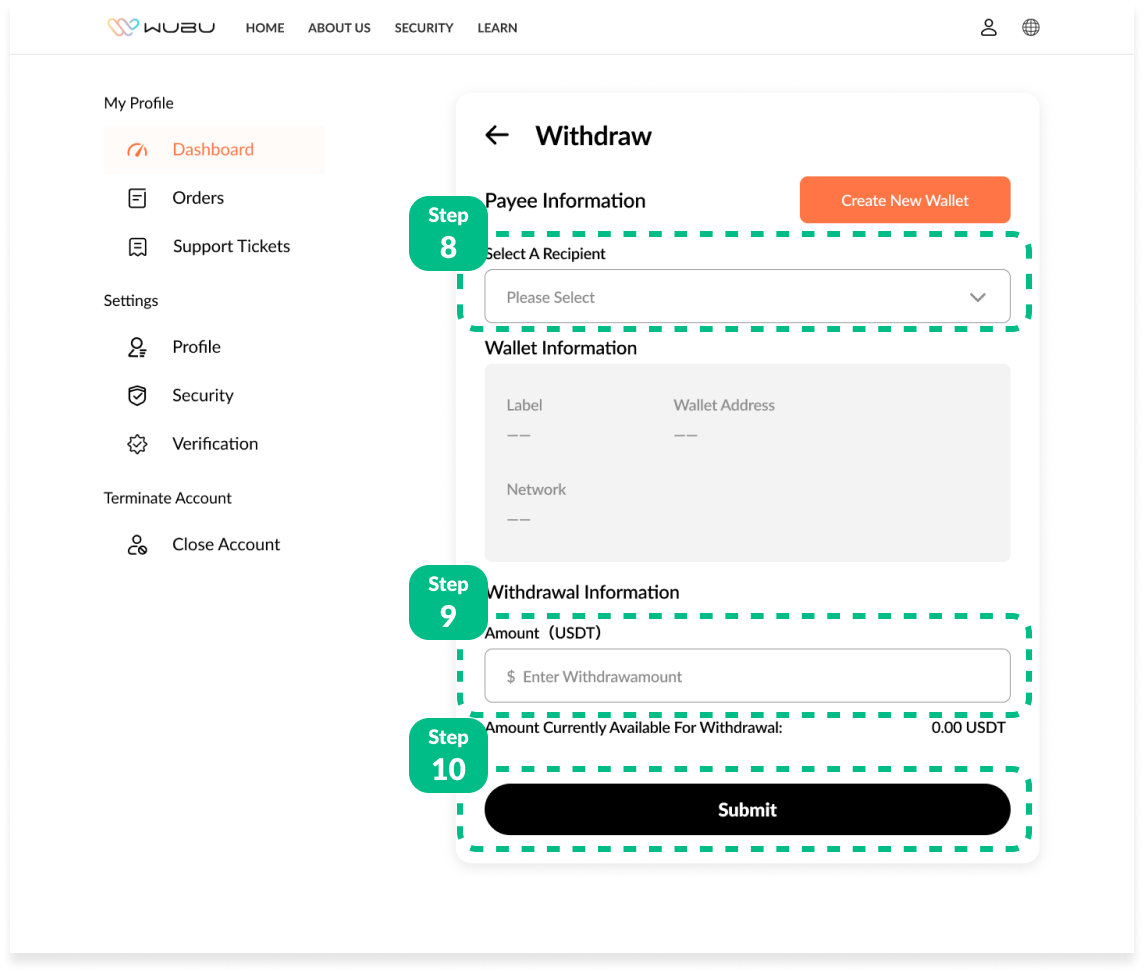 WUBU HOME ABOUT US SECURITY LEARN
My Profile
Dashboard
Orders
Support Tickets
Settings
Profile
Security
Verification
Terminate Account
Close Account
Withdraw
Payee Information
Create New Wallet
Step
8
Select A Recipient
Please Select
Wallet Information
Label Wallet Address
—— ——
Network
——
Step
9
Withdrawal Information
Amount（USDT）
$ Enter Withdrawamount
Amount Currently Available For Withdrawal: 0.00 USDT
Step
10
Submit